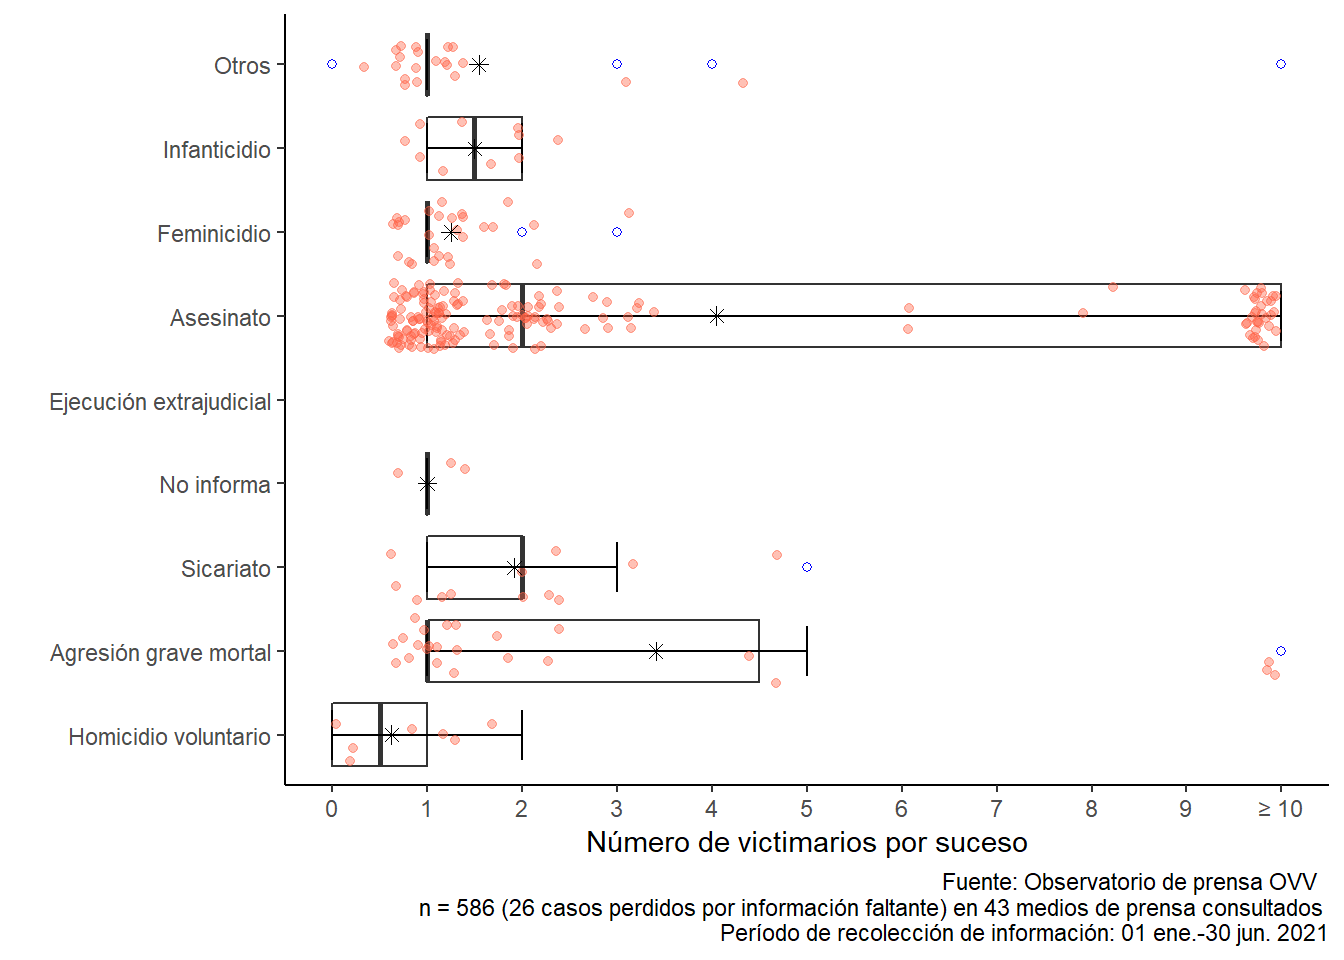 Otros
Infanticidio
Feminicidio
Asesinato
Ejecución extrajudicial
No informa
Sicariato
Agresión grave mortal
Homicidio voluntario
0 1 2 3 4 5 6 7 8 9 ≥ 10
Número de victimarios por suceso
Fuente: Observatorio de prensa OVV
n = 586 (26 casos perdidos por información faltante) en 43 medios de prensa consultados
Período de recolección de información: 01 ene.-30 jun. 2021